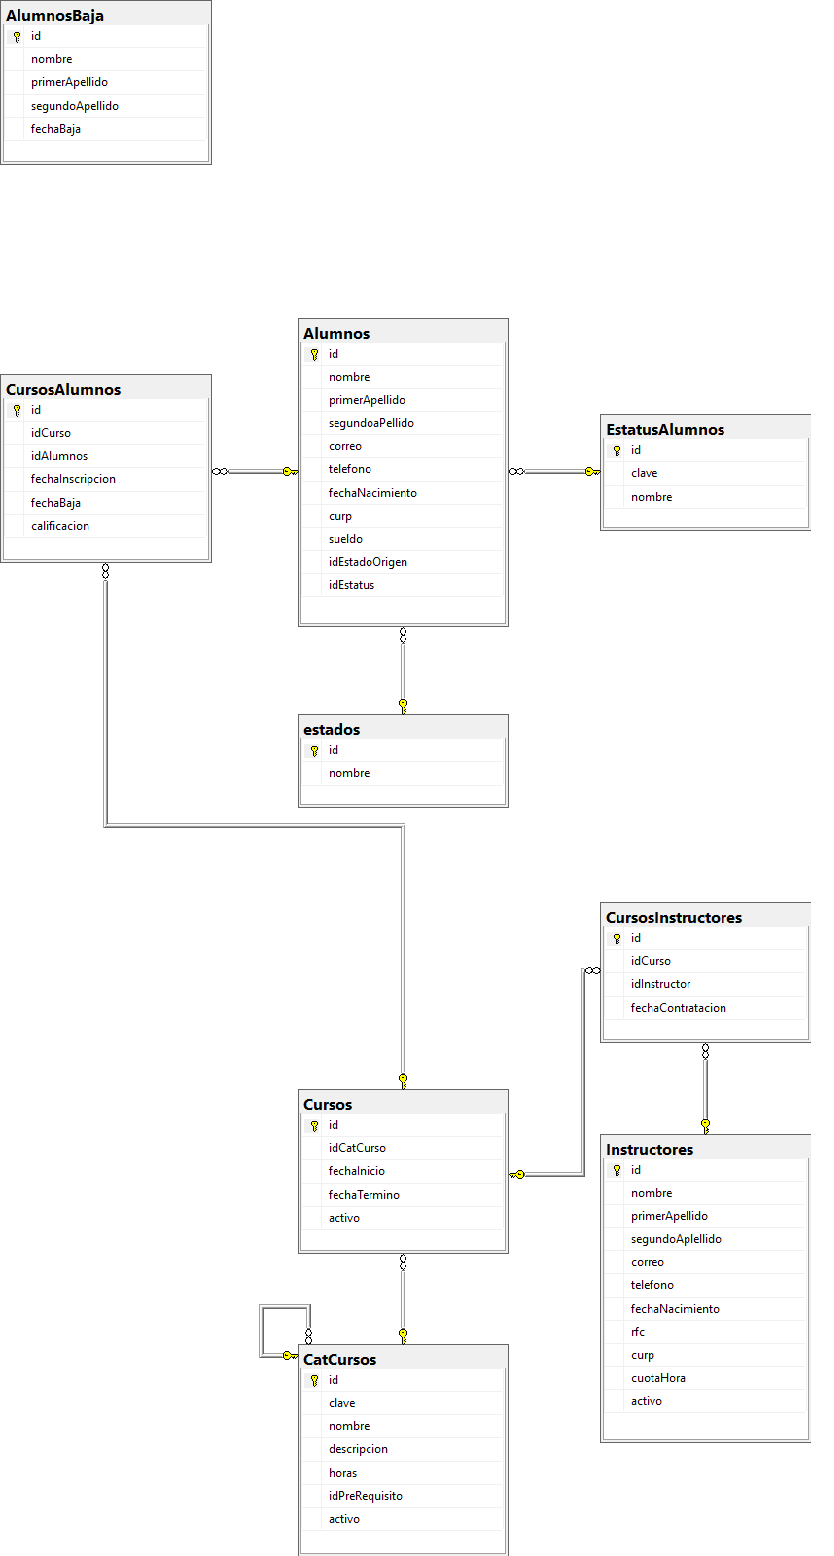 AlumnosBaja
id
nombre
primerApellido
segundoApellido
fechaBaja
Alumnos
id
nombre
primerApellido
segundoaPellido
correo
telefono
fechaNacimiento
curp
sueldo
idEstadoOrigen
idEstatus
CursosAlumnos
id
idCurso
idAlumnos
fechaInscripcion
fechaBaja
calificacion
EstatusAlumnos
id
clave
nombre
estados
id
nombre
CursosInstructores
id
idCurso
idInstructor
fechaContratacion
Cursos
id
idCatCurso
fechaInicio
fechaTermino
activo
Instructores
id
nombre
primerApellido
segundoAplellido
correo
telefono
fechaNacimiento
rfc
curp
cuotaHora
activo
CatCursos
id
clave
nombre
descripcion
horas
idPreRequisito
activo